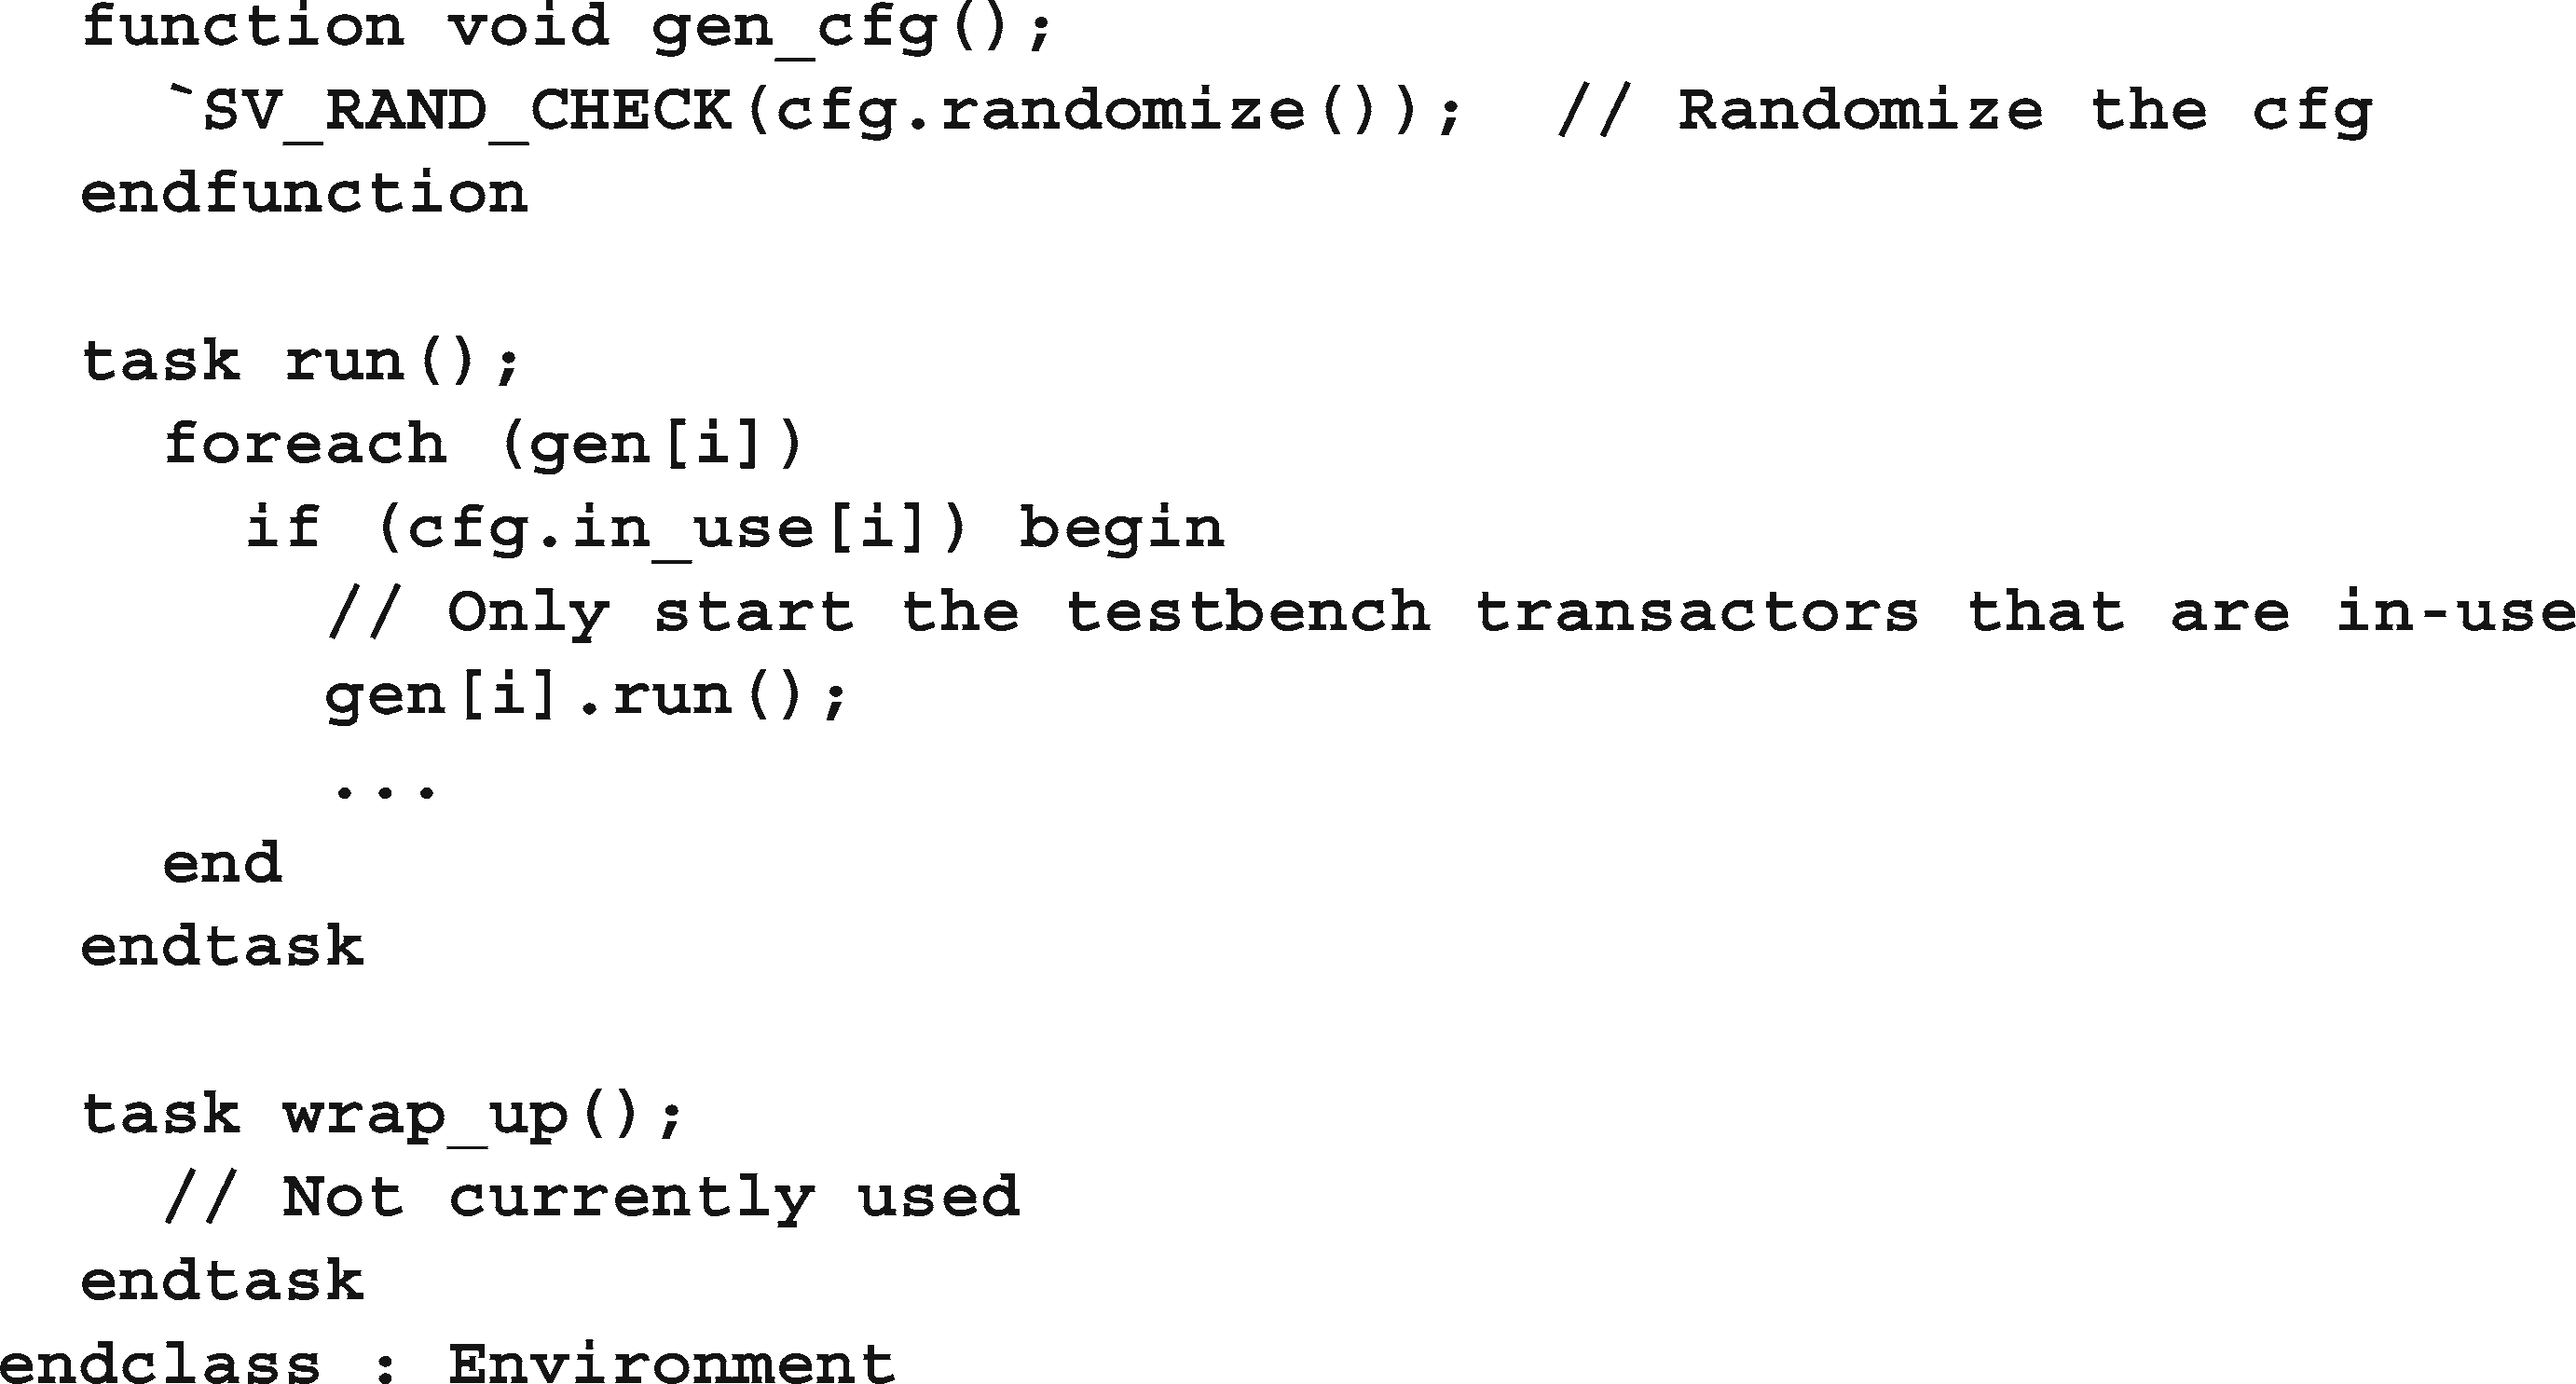 function void gen_cfg();
`SV_RAND_CHECK(cfg.randomize());  // Randomize the cfg
endfunction
task run();
foreach (gen[i])
if (cfg.in_use[i]) begin
// Only start the testbench transactors that are in-use
gen[i].run();
...
end
endtask
task wrap_up();
// Not currently used
endtask
endclass : Environment